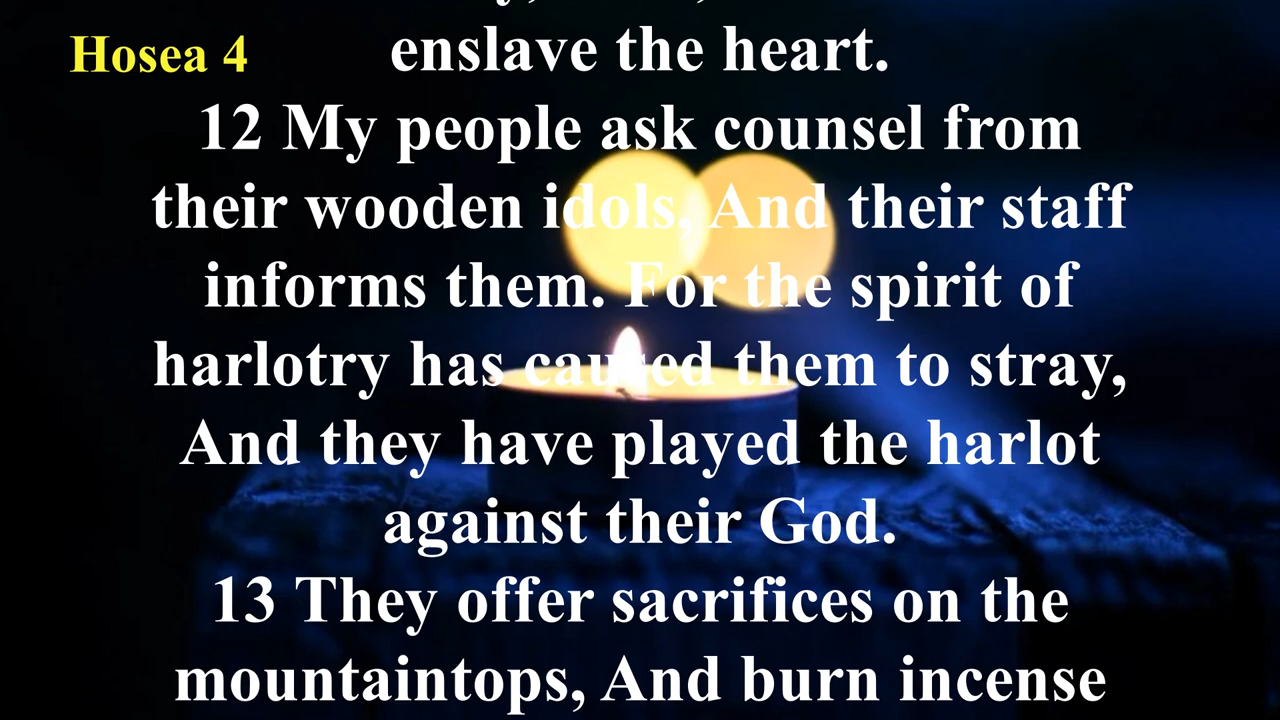 Hosea 4
enslave the heart.
12 My people ask counsel from
their wooden idols, And their staff
informs them. For the spirit of
harlotry has caused them to stray,
And they have played the harlot
against their God.
13 They offer sacrifices on the
mountaintops, And burn incense